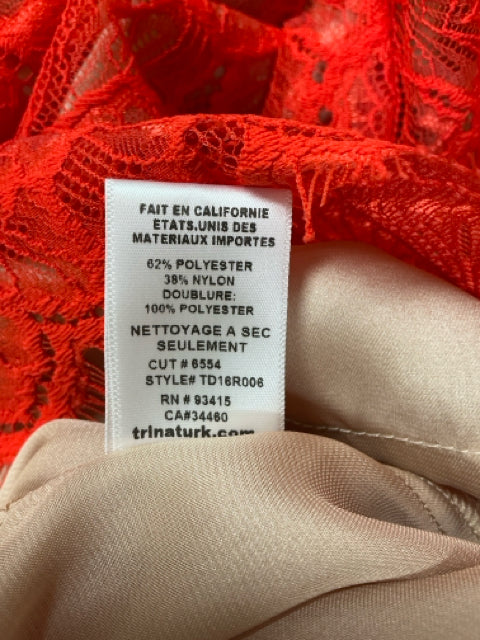 FAIT EN CALIFORNIE
ETATS.UNIS DES
MATERIAUX IMPORTES
62% POLYESTER
38% NYLON
DOUBLURE:
100% POLYESTER
NETTOYAGE A SEC
SEULEMENT
CUT # 6554
STYLE# TD16R006
RN # 93415
CA#34460
trinaturk.com